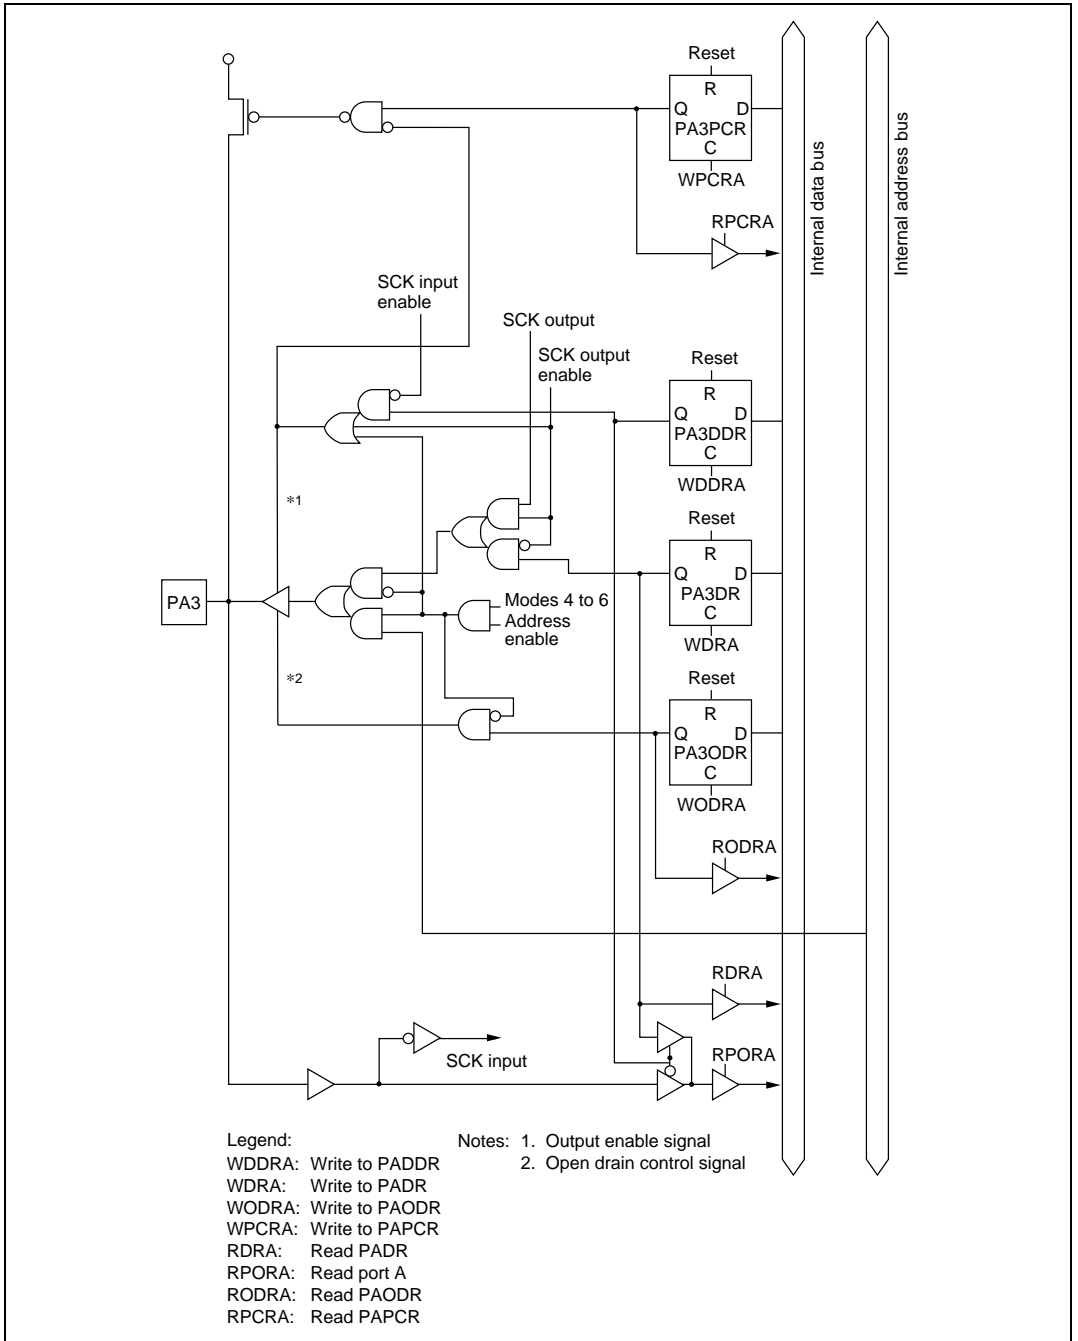 Reset
R
Q D
PA3PCR
C
WPCRA
RPCRA
Internal data bus
Internal address bus
SCK input
enable
SCK output
SCK output
enable
Reset
R
Q D
PA3DDR
C
WDDRA
*1
Reset
R
Q D
PA3DR
C
WDRA
PA3
Modes 4 to 6
Address
enable
*2
Reset
R
Q D
PA3ODR
C
WODRA
RODRA
RDRA
SCK input
RPORA
Legend:
WDDRA: Write to PADDR
WDRA: Write to PADR
WODRA: Write to PAODR
WPCRA: Write to PAPCR
RDRA: Read PADR
RPORA: Read port A
RODRA: Read PAODR
RPCRA: Read PAPCR
Notes: 1. Output enable signal
2. Open drain control signal